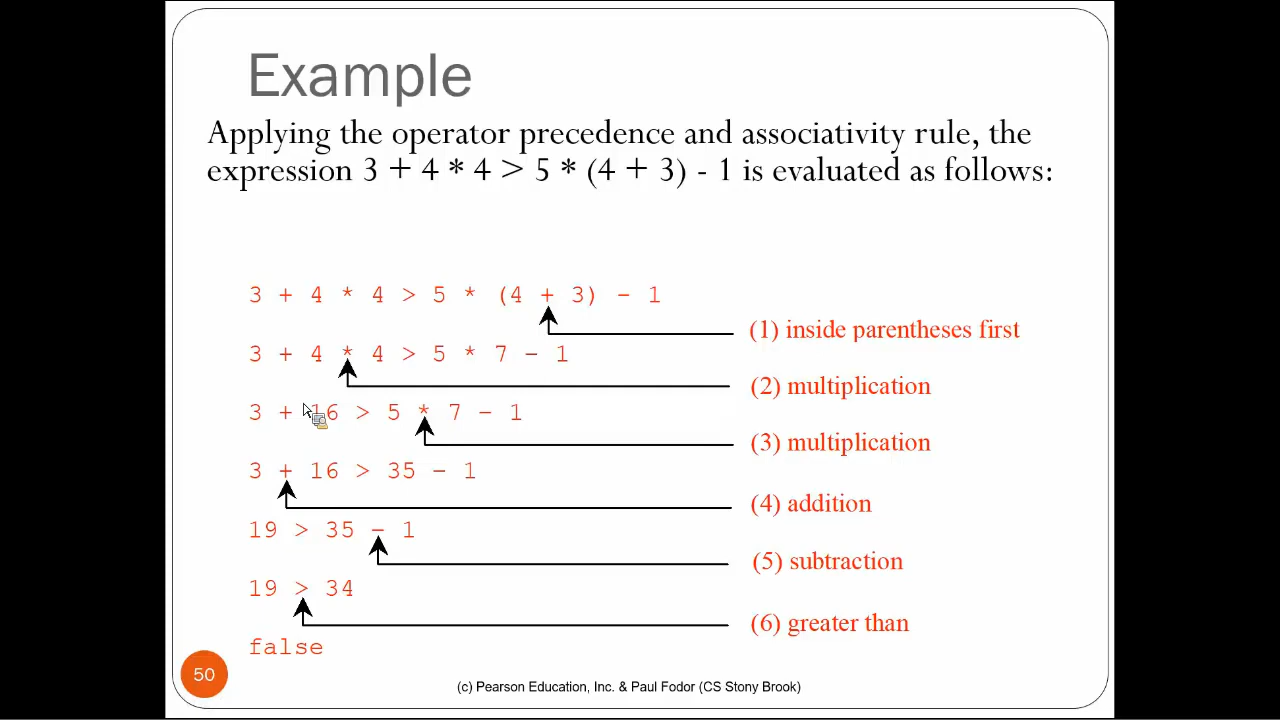 Example
Applying the operator precedence and associativity rule, the
expression 3 + 4 * 4 > 5 * (4 + 3) - 1 is evaluated as follows:
3 + 4 * 4 > 5 * (4 + 3) – 1
(1) inside parentheses first
3 + 4 * 4 > 5 * 7 – 1
(2) multiplication
3 + 16 > 5 * 7 – 1
(3) multiplication
3 + 16 > 35 – 1
(4) addition
19 > 35 – 1
(5) subtraction
19 > 34
(6) greater than
false
50
(c) Pearson Education, Inc. & Paul Fodor (CS Stony Brook)